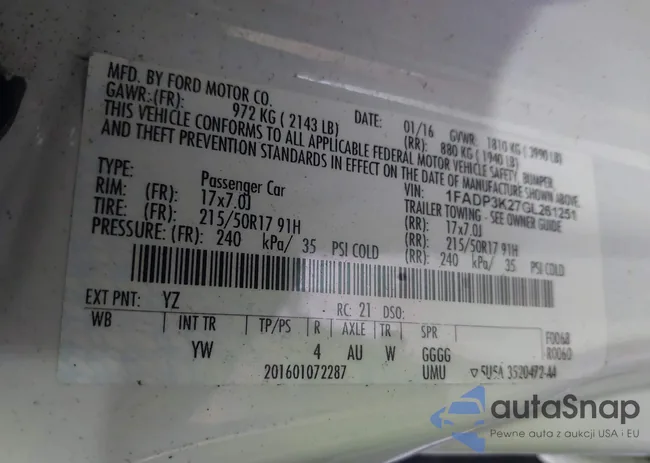 MFD. BY FORD MOTOR CO.
DATE: 01/16 GVWR: 1810 KG (3990 LB)
GAWR:(FR): 972 KG (2143 LB) (RR): 880 KG (1940 LB)
THIS VEHICLE CONFORMS TO ALL APPLICABLE FEDERAL MOTOR VEHICLE SAFETY, BUMPER,
AND THEFT PREVENTION STANDARDS IN EFFECT ON THE DATE OF MANUFACTURE SHOWN ABOVE.
VIN: 1FADP3K27GL261251
TYPE: Passenger Car TRAILER TOWING - SEE OWNER GUIDE
RIM: (FR): 17x7.0J (RR): 17x7.0J
TIRE: (FR): 215/50R17 91H (RR): 215/50R17 91H
PRESSURE: (FR): 240 kPa/ 35 PSI COLD (RR): 240 kPa/ 35 PSI COLD
EXT PNT: YZ RC: 21 DSO:
WB INT TR TP/PS R AXLE TR SPR F0068
YW 4 AU W GGGG R0060
201601072287 UMU
autaSnap
Pewne auta z aukcji USA i EU